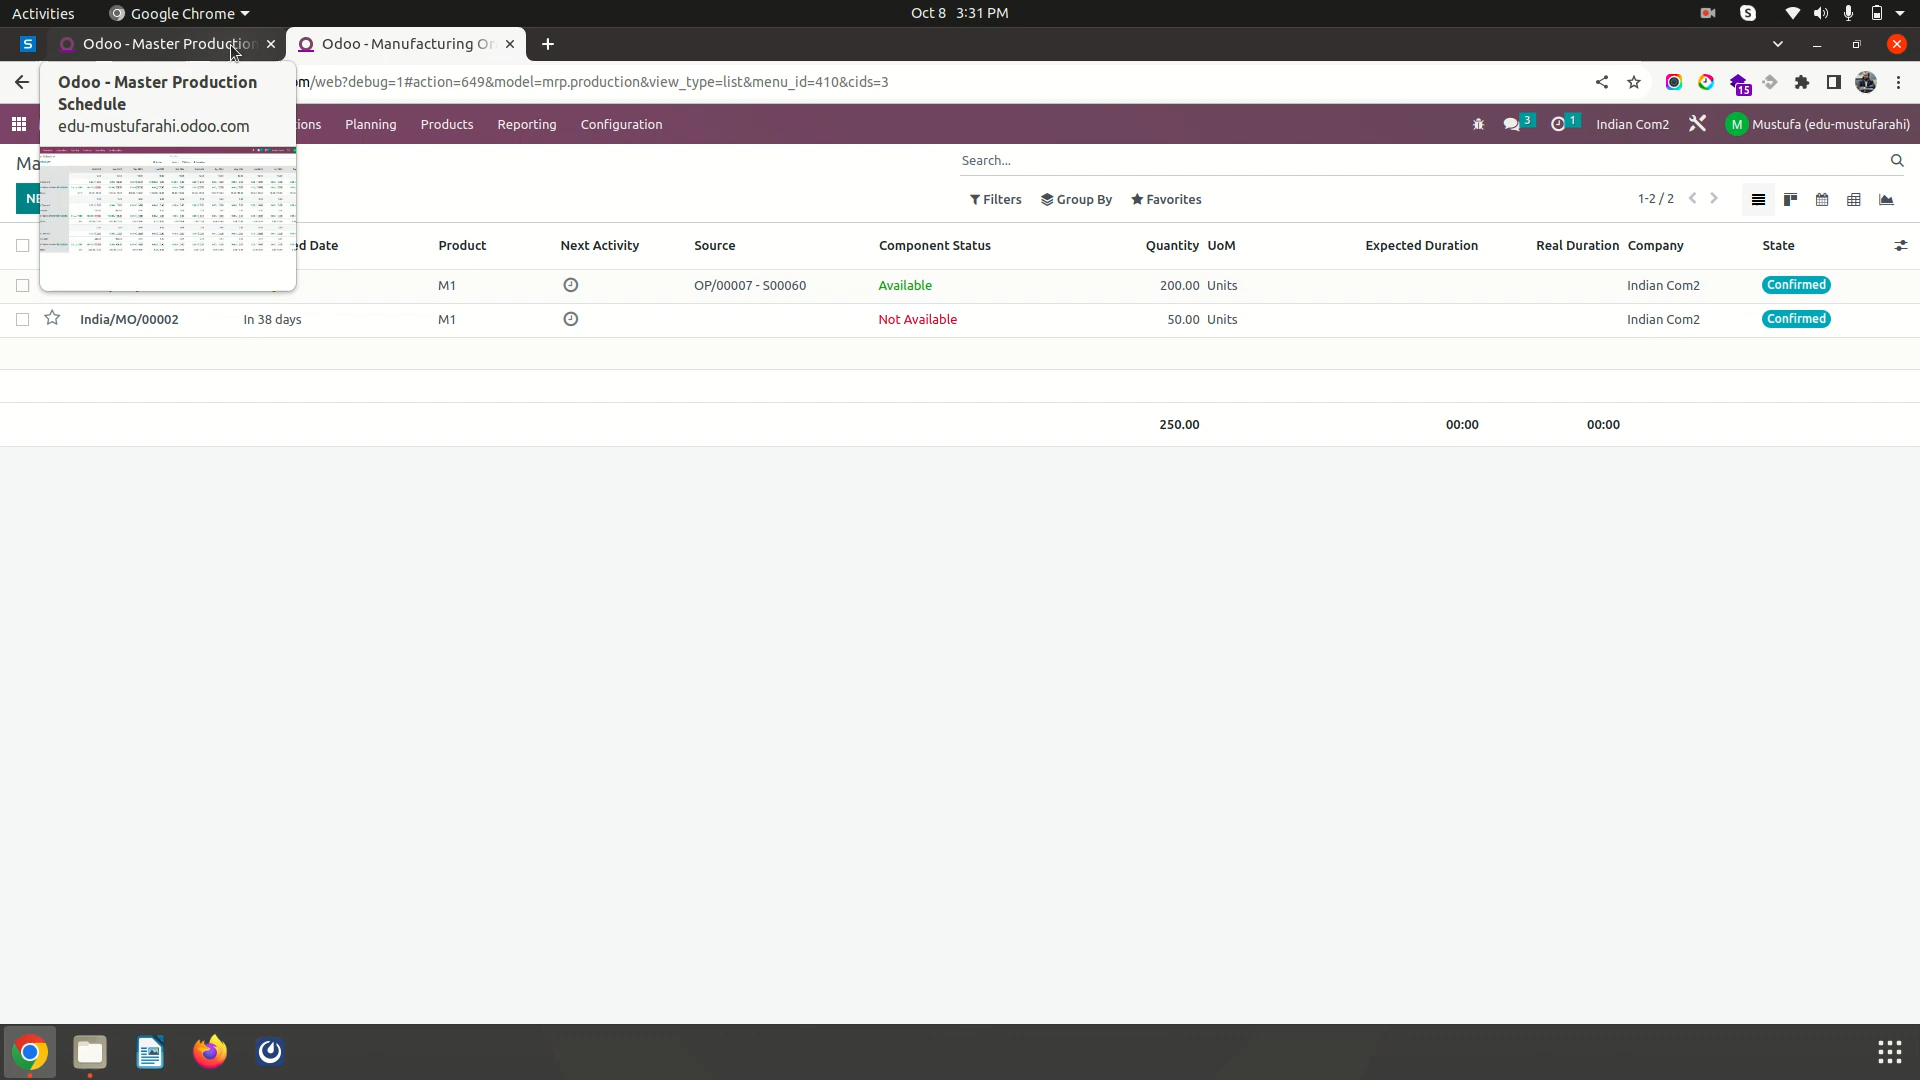 Activities Google Chrome Oct 8 3:31 PM
S Odoo - Master Production Odoo - Manufacturing Or
Odoo - Master Production
Schedule
edu-mustufarahi.odoo.com
om/web?debug=1#action=649&model=mrp.production&view_type=list&menu_id=410&cids=3
15
ions Planning Products Reporting Configuration 3 1 Indian Com2 M Mustufa (edu-mustufarahi)
Ma Search...
NE Filters Group By Favorites 1-2 / 2
ed Date Product Next Activity Source Component Status Quantity UoM Expected Duration Real Duration Company State
M1 OP/00007 - S00060 Available 200.00 Units Indian Com2 Confirmed
India/MO/00002 In 38 days M1 Not Available 50.00 Units Indian Com2 Confirmed
250.00 00:00 00:00